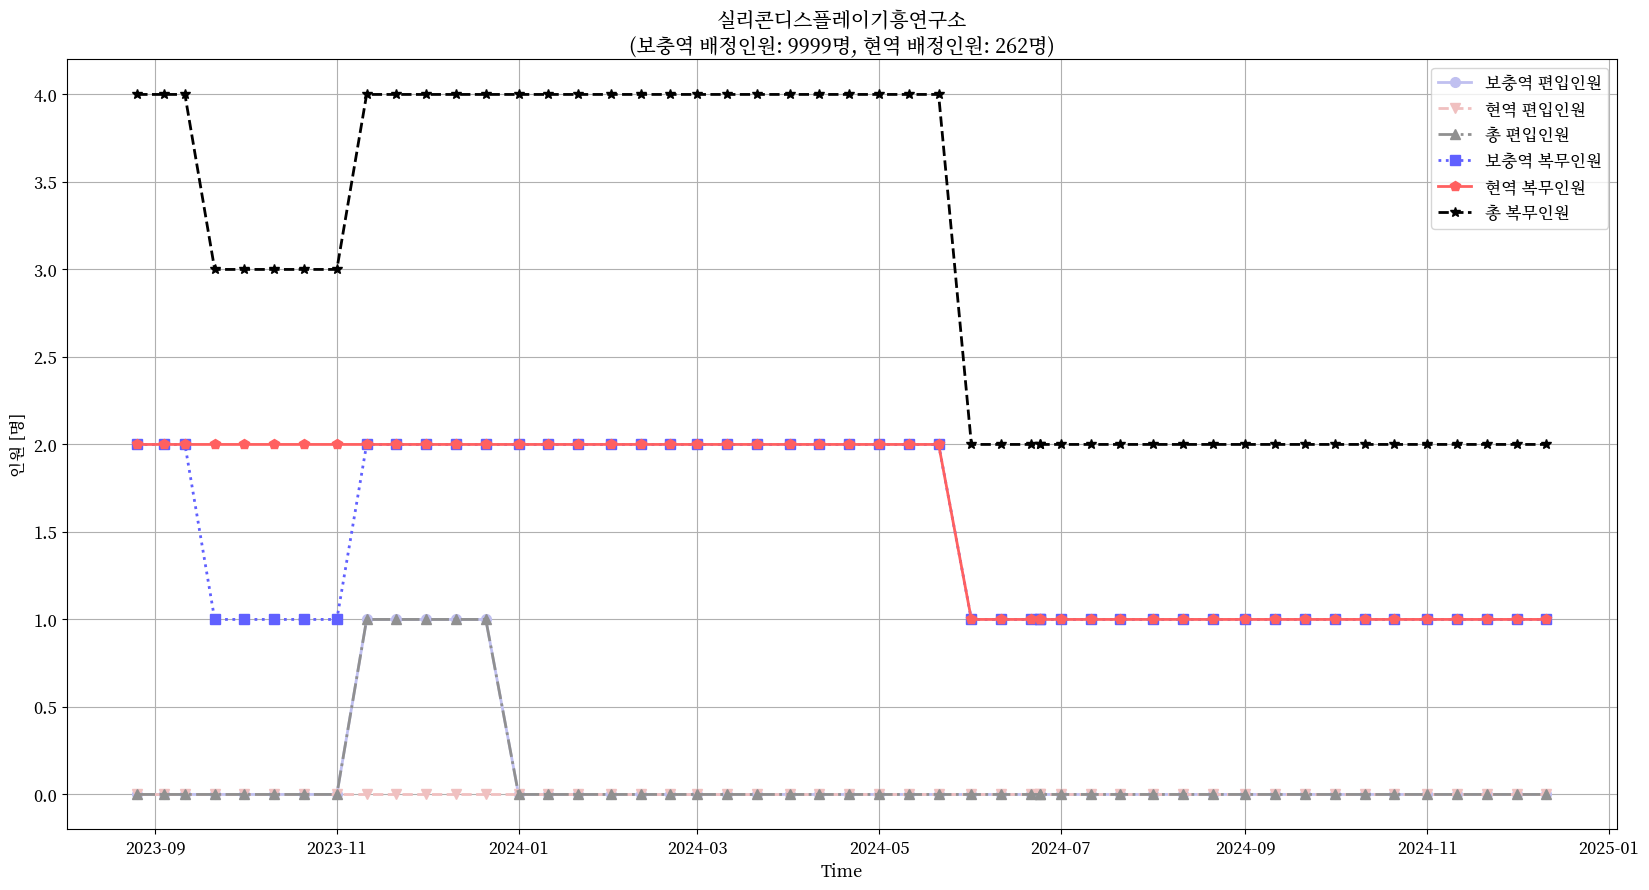 실리콘디스플레이기흥연구소
(보충역 배정인원: 9999명, 현역 배정인원: 262명)
보충역 편입인원
현역 편입인원
총 편입인원
보충역 복무인원
현역 복무인원
총 복무인원
인원 [명]
4.0
3.5
3.0
2.5
2.0
1.5
1.0
0.5
0.0
2023-09 2023-11 2024-01 2024-03 2024-05 2024-07 2024-09 2024-11 2025-01
Time